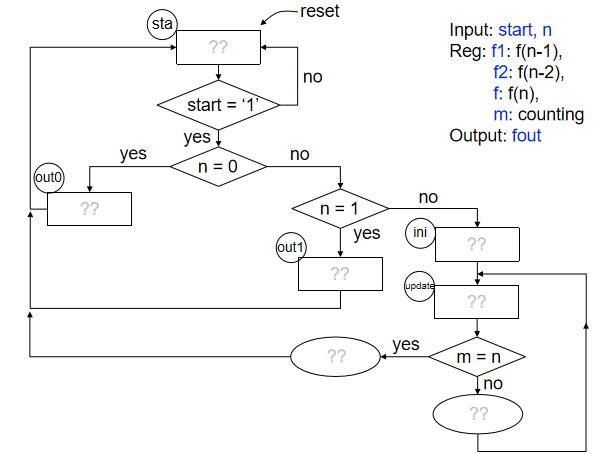 reset
sta
??
Input: start, n
Reg: f1: f(n-1),
f2: f(n-2),
f: f(n),
m: counting
Output: fout
no
start = ‘1’
yes
yes
n = 0
no
out0
??
n = 1
no
yes
ini
??
out1
??
update
??
??
yes
m = n
no
??